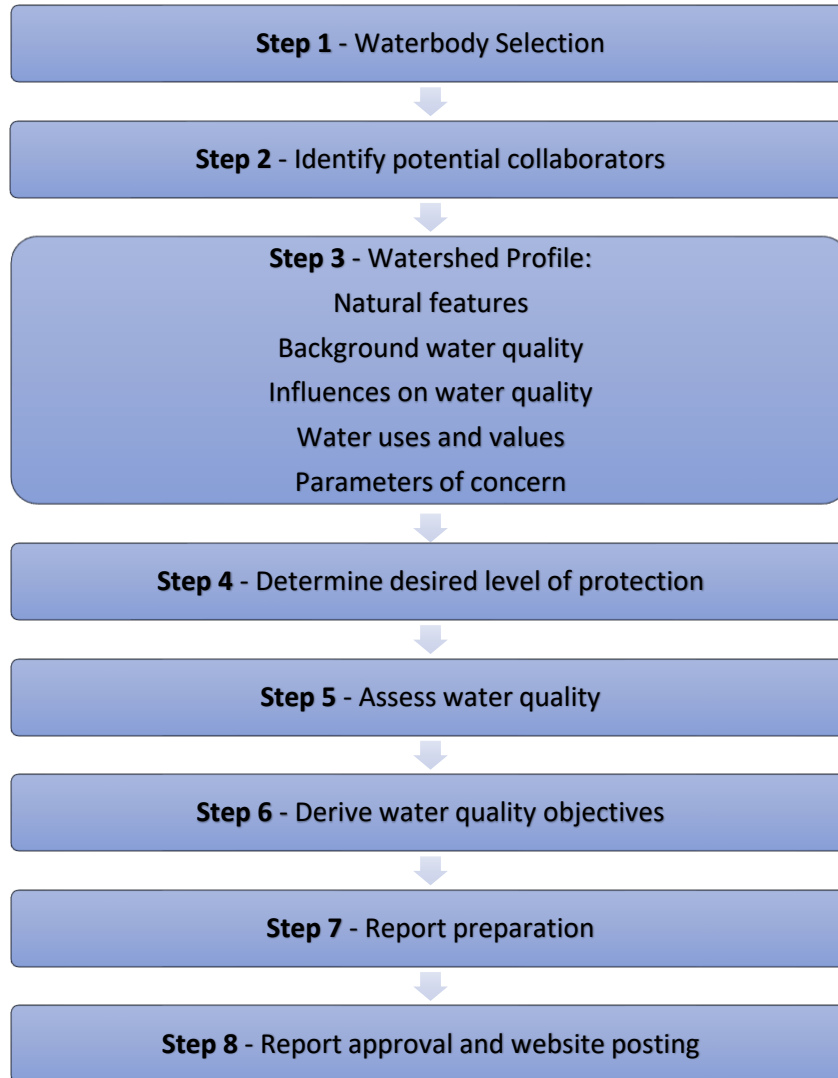 Step 1 - Waterbody Selection
Step 2 - Identify potential collaborators
Step 3 - Watershed Profile:
Natural features
Background water quality
Influences on water quality
Water uses and values
Parameters of concern
Step 4 - Determine desired level of protection
Step 5 - Assess water quality
Step 6 - Derive water quality objectives
Step 7 - Report preparation
Step 8 - Report approval and website posting